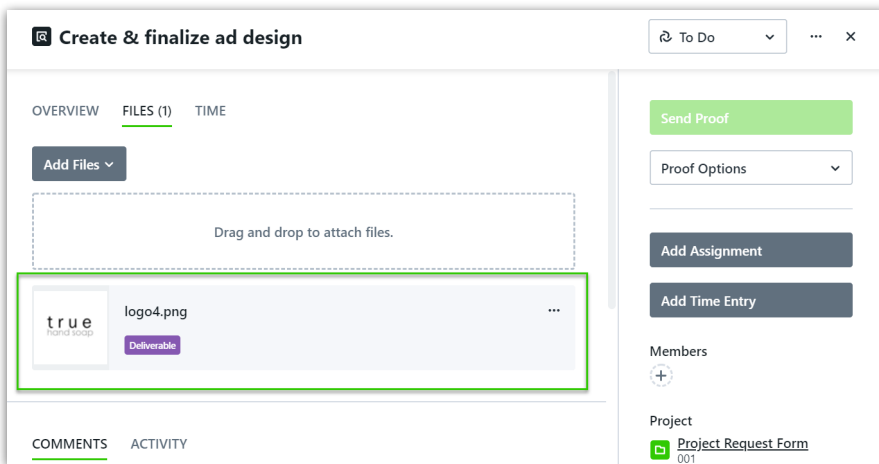 Create & finalize ad design
To Do
OVERVIEW FILES (1) TIME
Add Files
Drag and drop to attach files.
true
hand soap
logo4.png
Deliverable
COMMENTS ACTIVITY
Send Proof
Proof Options
Add Assignment
Add Time Entry
Members
Project
Project Request Form
001